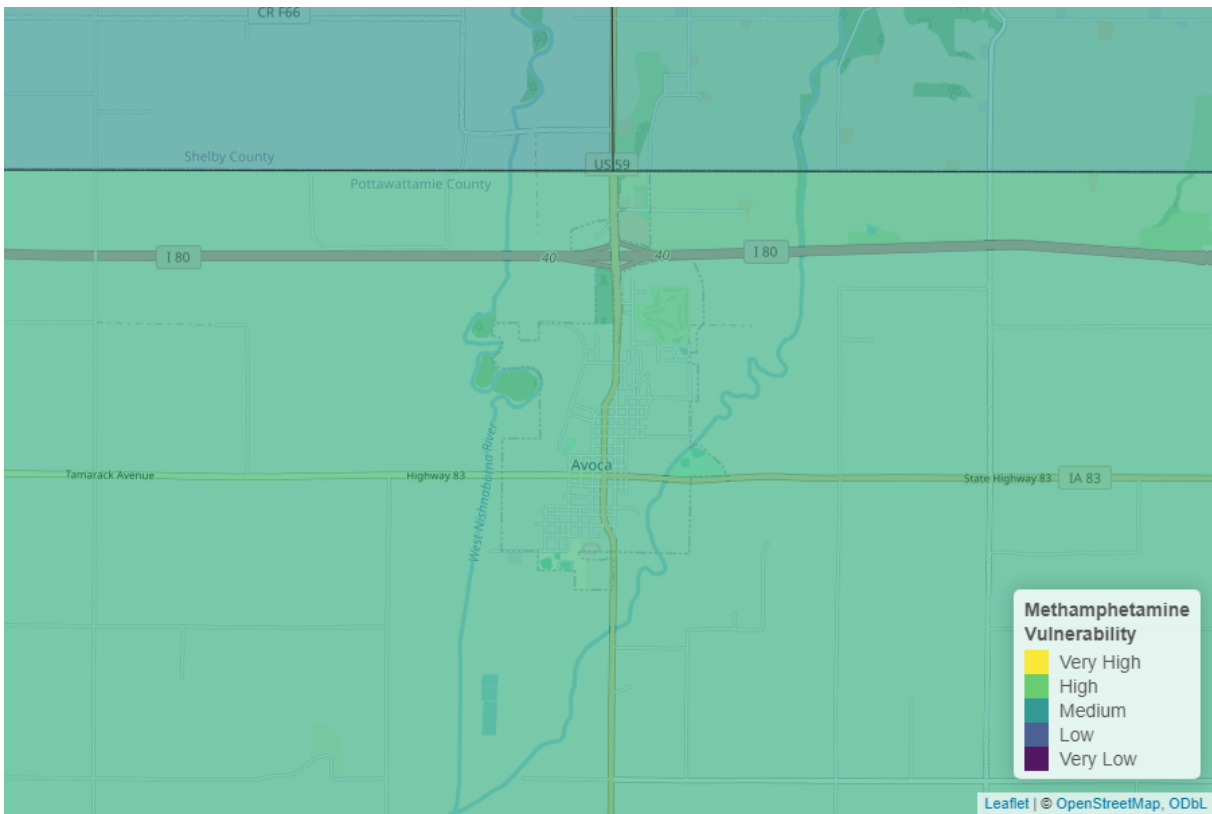 CR F66
Shelby County
US 59
Pottawattamie County
I 80
40
40
I 80
Avoca
Tamarack Avenue
Highway 83
State Highway 83
IA 83
West Nishnabotna River
Methamphetamine
Vulnerability
Very High
High
Medium
Low
Very Low
Leaflet | © OpenStreetMap, ODbL